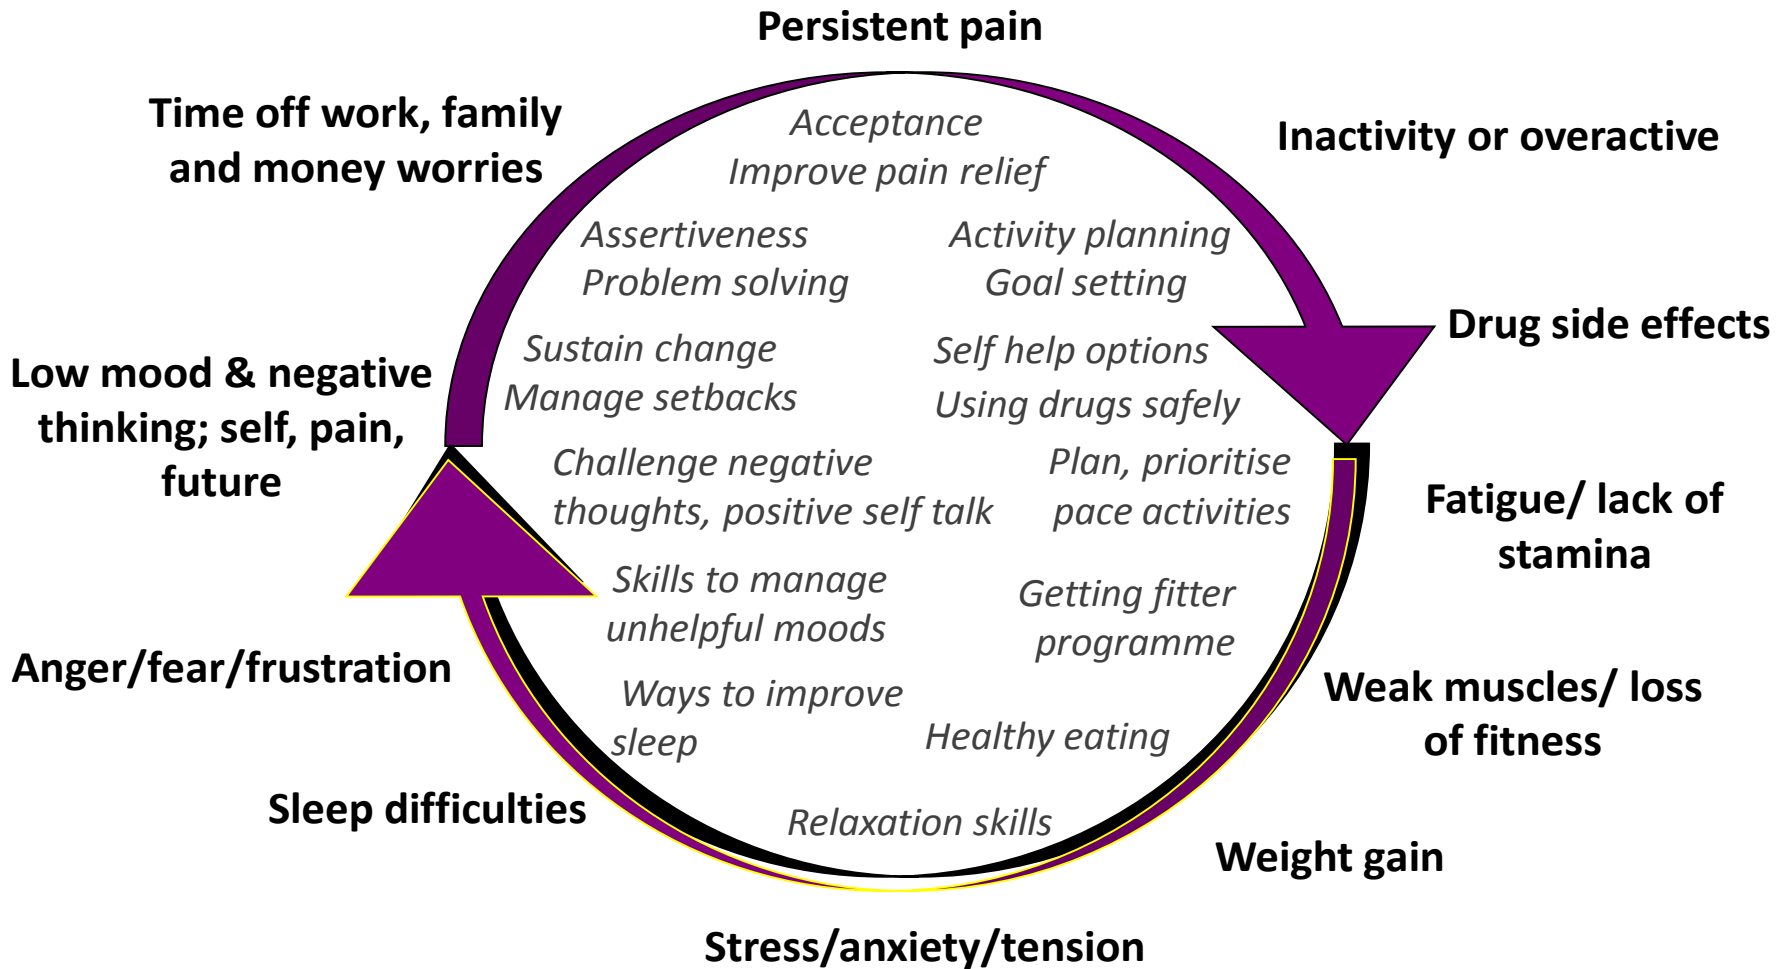 Persistent pain
Time off work, family
and money worries
Inactivity or overactive
Acceptance
Improve pain relief
Assertiveness
Problem solving
Activity planning
Goal setting
Drug side effects
Sustain change
Manage setbacks
Self help options
Using drugs safely
Low mood & negative
thinking; self, pain,
future
Challenge negative
thoughts, positive self talk
Plan, prioritise
pace activities
Fatigue/ lack of
stamina
Skills to manage
unhelpful moods
Getting fitter
programme
Anger/fear/frustration
Weak muscles/ loss
of fitness
Ways to improve
sleep
Healthy eating
Sleep difficulties
Relaxation skills
Weight gain
Stress/anxiety/tension